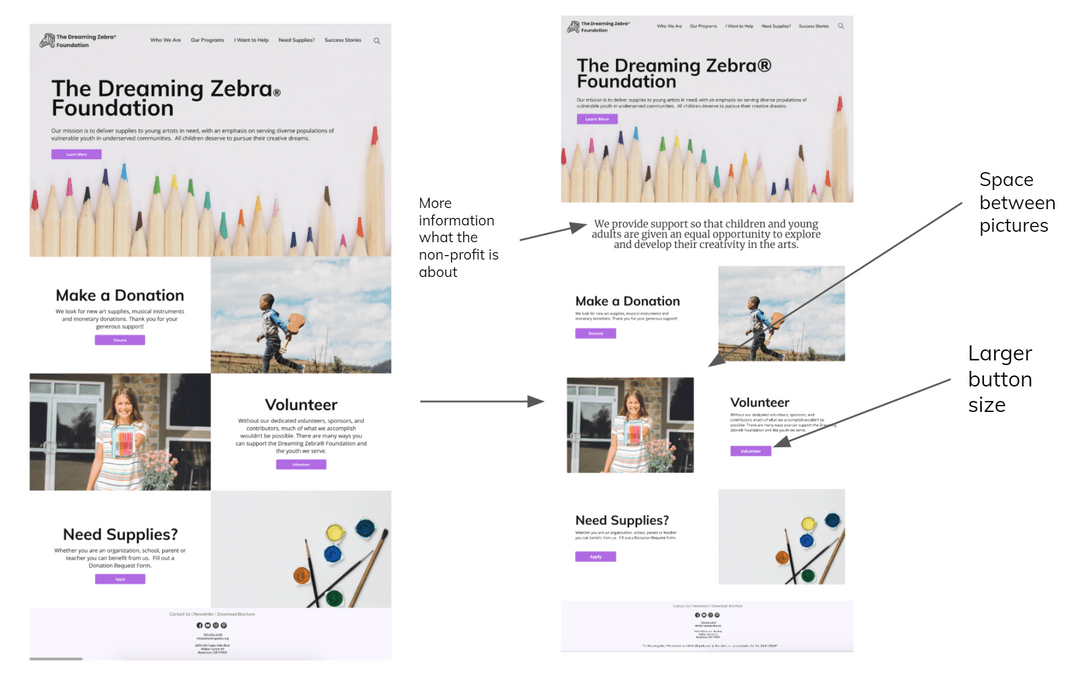 The Dreaming Zebra®
Foundation
Who We Are Our Programs I Want to Help Need Supplies? Success Stories
The Dreaming Zebra®
Foundation
Our mission is to deliver supplies to young artists in need, with an emphasis on serving diverse populations of
vulnerable youth in underserved communities. All children deserve to pursue their creative dreams.
Learn More
Make a Donation
We look for new art supplies, musical instruments
and monetary donations. Thank you for your
generous support!
Donate
Volunteer
Without our dedicated volunteers, sponsors, and
contributors, much of what we accomplish
wouldn't be possible. There are many ways you
can support the Dreaming Zebra® Foundation and
the youth we serve.
Volunteer
Need Supplies?
Whether you are an organization, school, parent or
teacher you can benefit from us. Fill out a
Donation Request Form.
Apply
Contact Us | Newsletter | Download Brochure
More
information
what the
non-profit is
about
The Dreaming Zebra®
Foundation
Who We Are Our Programs I Want to Help Need Supplies? Success Stories
The Dreaming Zebra®
Foundation
Our mission is to deliver supplies to young artists in need, with an emphasis on serving diverse populations of
vulnerable youth in underserved communities. All children deserve to pursue their creative dreams.
Learn More
We provide support so that children and young
adults are given an equal opportunity to explore
and develop their creativity in the arts.
Make a Donation
We look for new art supplies, musical instruments and
monetary donations. Thank you for your generous support!
Donate
Volunteer
Without our dedicated volunteers, sponsors, and
contributors, much of what we accomplish wouldn't be
possible. There are many ways you can support the Dreaming
Zebra® Foundation and the youth we serve.
Volunteer
Need Supplies?
Whether you are an organization, school, parent or teacher
you can benefit from us. Fill out a Donation Request Form.
Apply
Contact Us | Newsletter | Download Brochure
Space
between
pictures
Larger
button
size